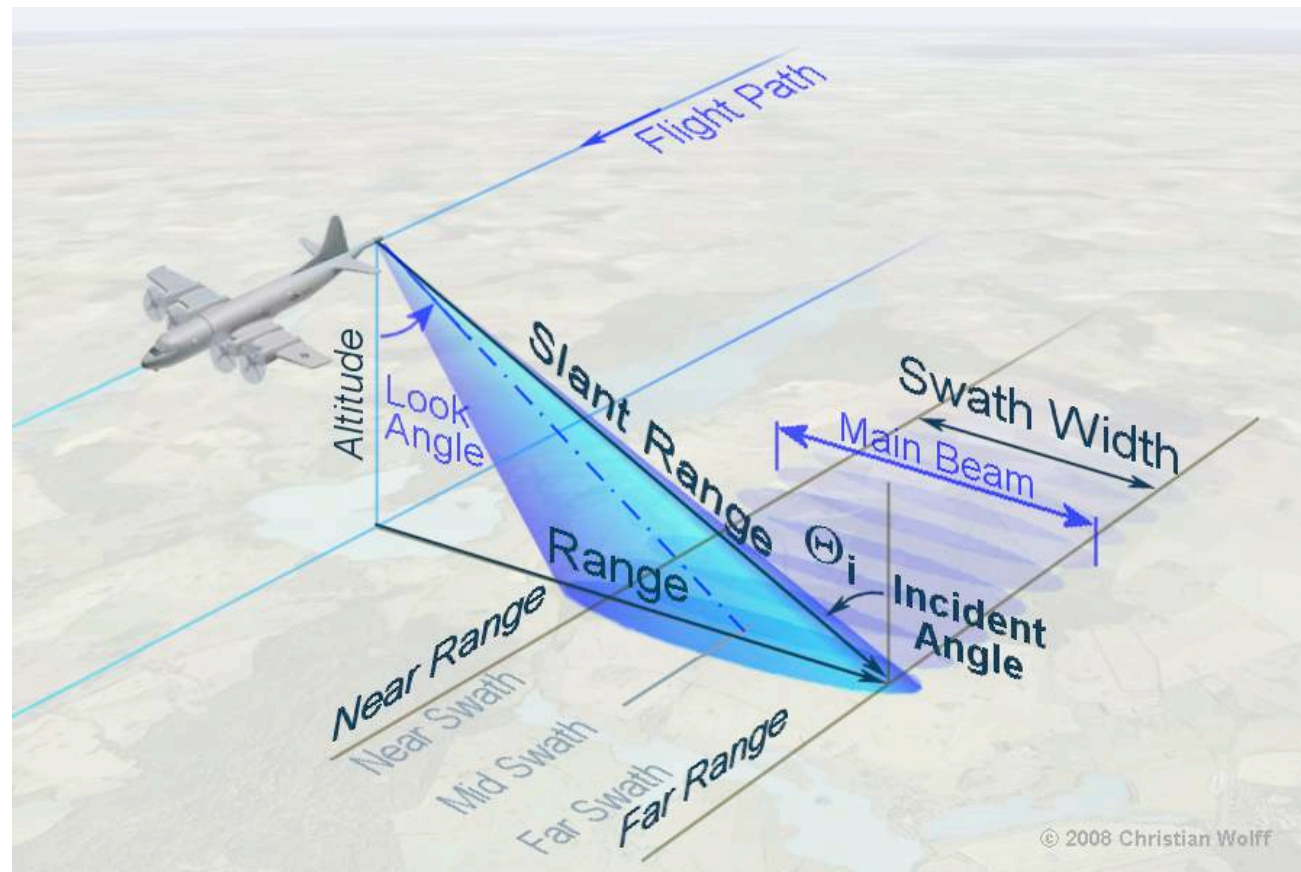 Flight Path
Altitude
Look
Angle
Slant Range
Swath Width
Main Beam
Range
Θi
Incident
Angle
Near Range
Near Swath
Mid Swath
Far Swath
Far Range
© 2008 Christian Wolff